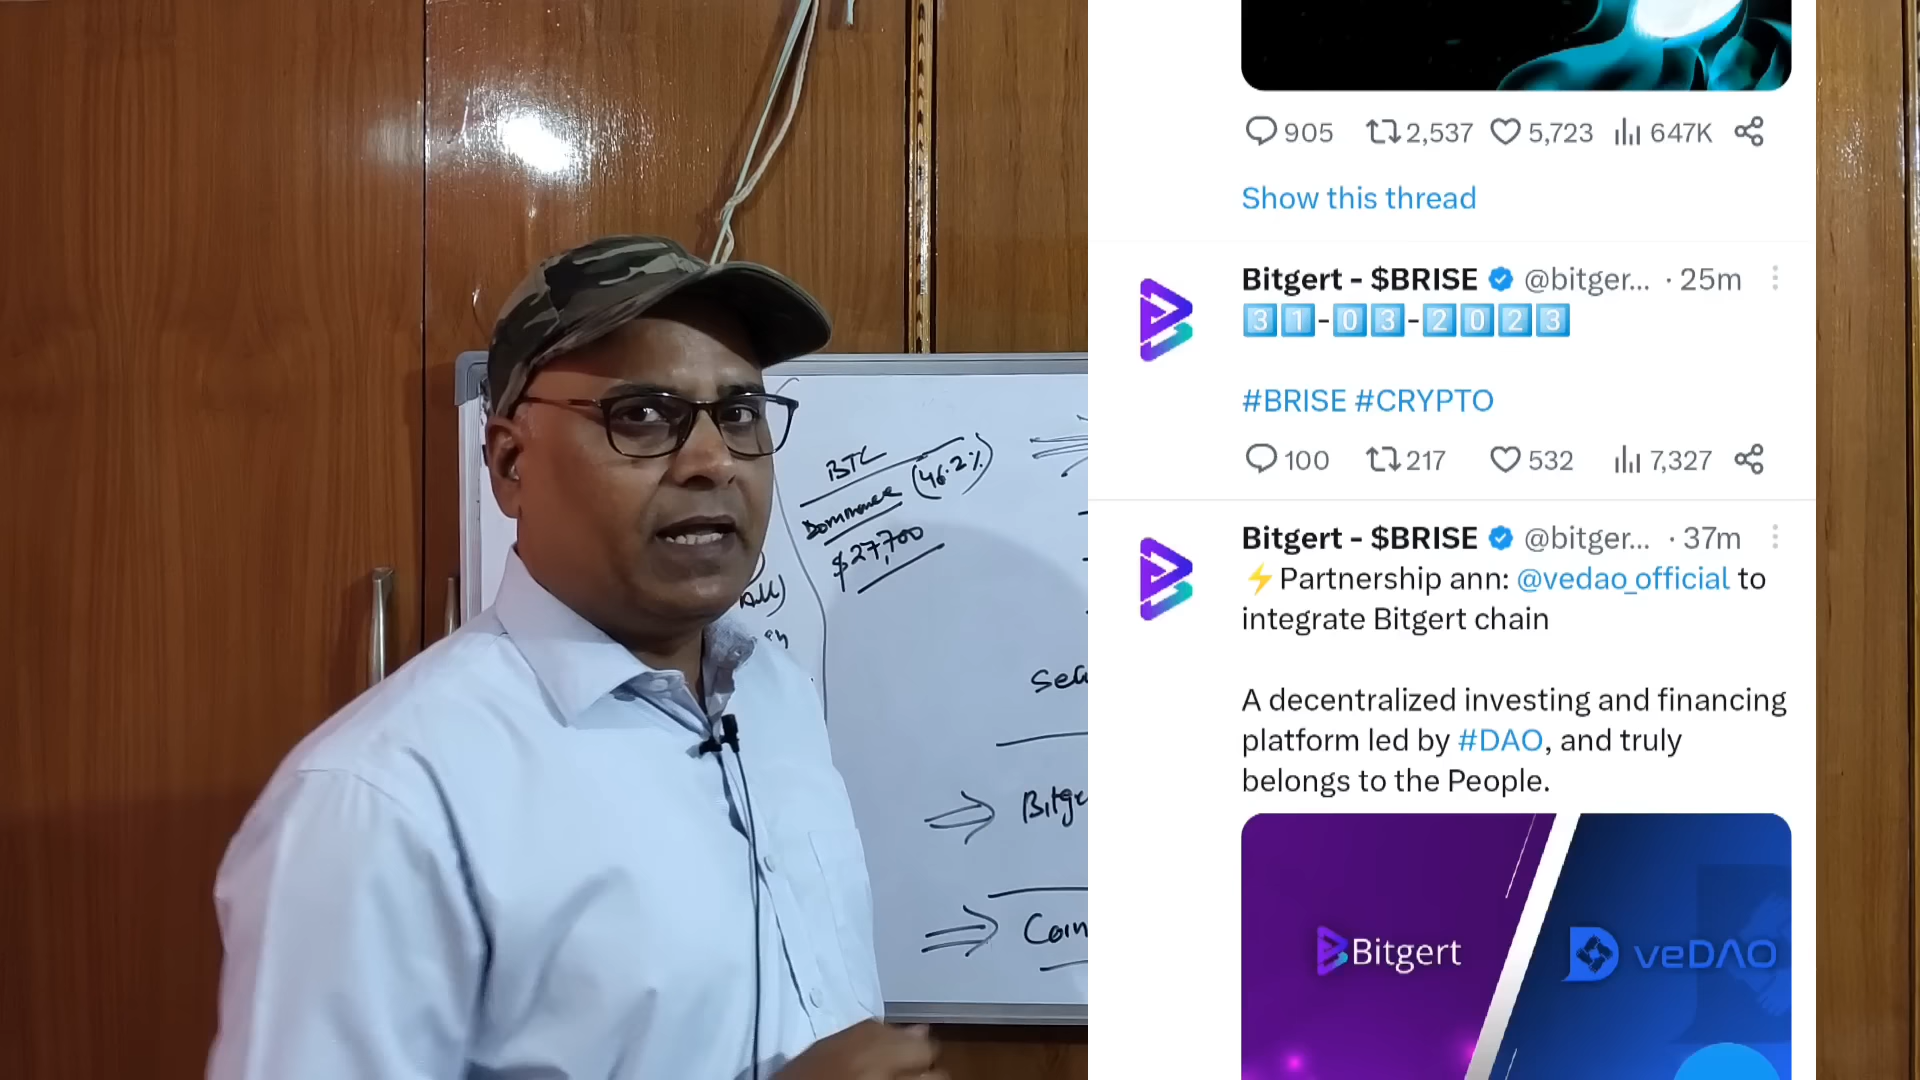 BTC
Dominance (46.2%)
$27,700
Bitge
Coin
905 2,537 5,723 647K
Show this thread
Bitgert - $BRISE @bitger... · 25m
31-03-2023
#BRISE #CRYPTO
100 217 532 7,327
Bitgert - $BRISE @bitger... · 37m
⚡Partnership ann: @vedao_official to
integrate Bitgert chain
A decentralized investing and financing
platform led by #DAO, and truly
belongs to the People.
Bitgert veDAO